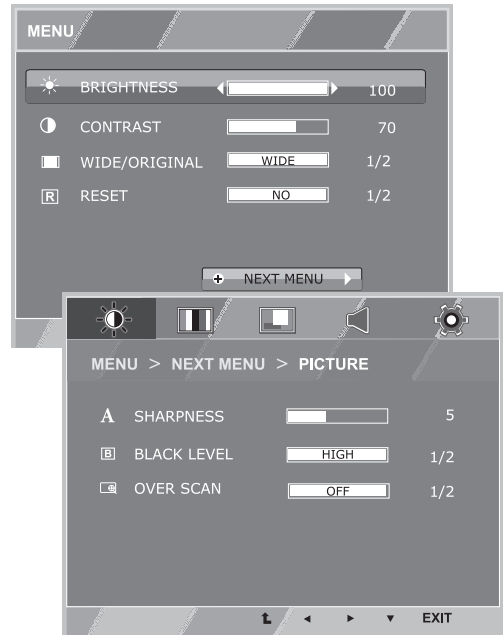 MENU
BRIGHTNESS 100
CONTRAST 70
WIDE/ORIGINAL WIDE 1/2
R RESET NO 1/2
NEXT MENU
MENU > NEXT MENU > PICTURE
A SHARPNESS 5
B BLACK LEVEL HIGH 1/2
OVER SCAN OFF 1/2
EXIT